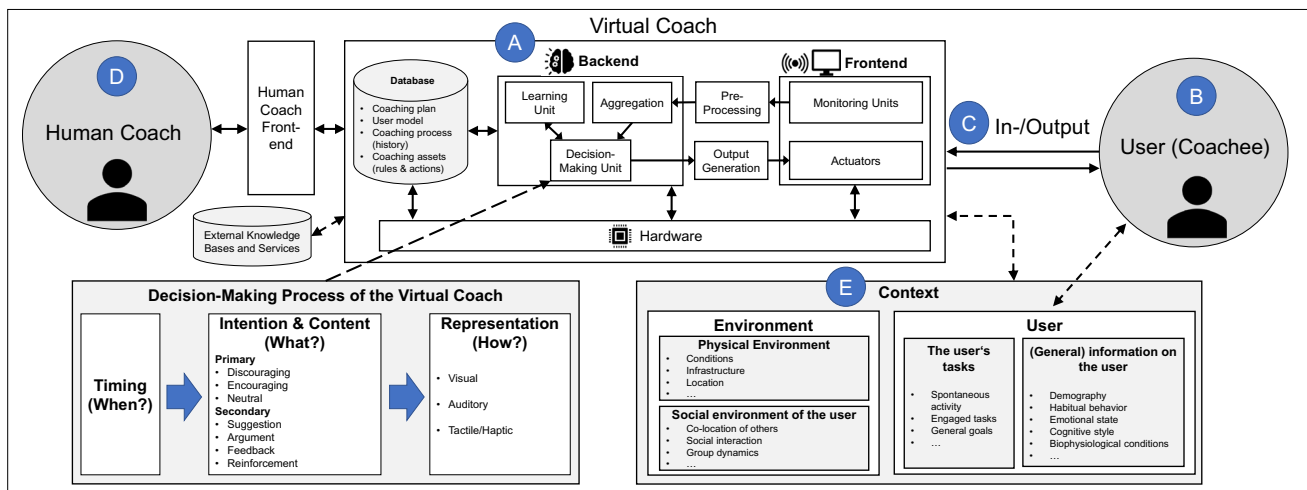 Virtual Coach
A
D
Human Coach
Human
Coach
Front-
end
External Knowledge
Bases and Services
Database
• Coaching plan
• User model
• Coaching process
(history)
• Coaching assets
(rules & actions)
Backend
Learning
Unit
Aggregation
Decision-
Making Unit
Pre-
Processing
Output
Generation
Frontend
Monitoring Units
Actuators
Hardware
C
In-/Output
B
User (Coachee)
Decision-Making Process of the Virtual Coach
Timing
(When?)
Intention & Content
(What?)
Primary
• Discouraging
• Encouraging
• Neutral
Secondary
• Suggestion
• Argument
• Feedback
• Reinforcement
Representation
(How?)
• Visual
• Auditory
• Tactile/Haptic
E
Context
Environment
Physical Environment
• Conditions
• Infrastructure
• Location
• …
Social environment of the user
• Co-location of others
• Social interaction
• Group dynamics
• …
User
The user‘s
tasks
• Spontaneous
activity
• Engaged tasks
• General goals
• …
(General) information on
the user
• Demography
• Habitual behavior
• Emotional state
• Cognitive style
• Biophysiological conditions
• …